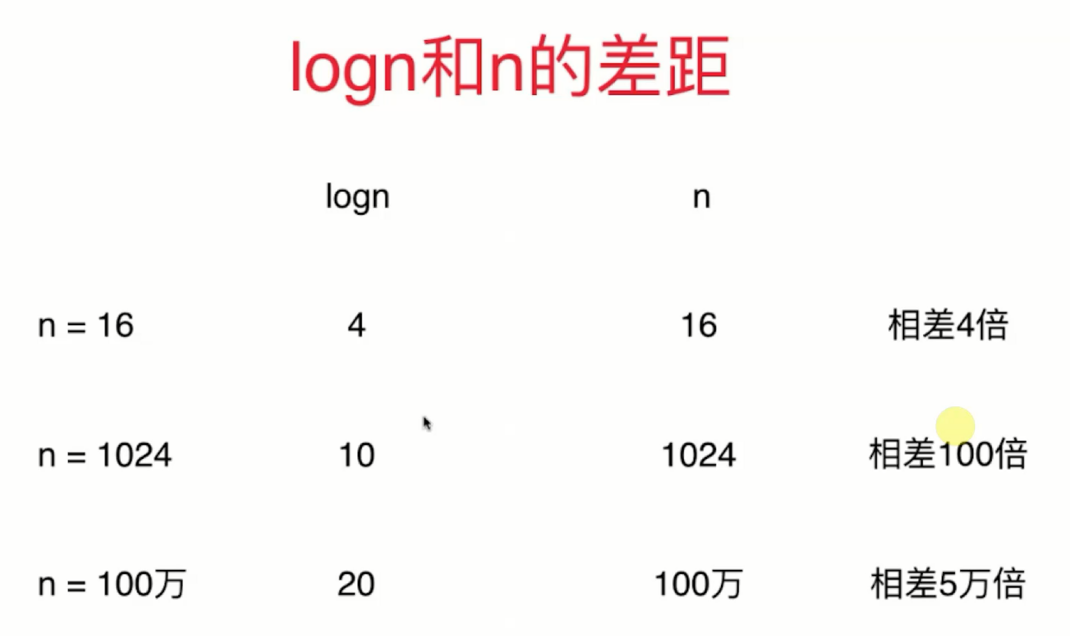 logn和n的差距
logn n
n = 16 4 16 相差4倍
n = 1024 10 1024 相差100倍
n = 100万 20 100万 相差5万倍